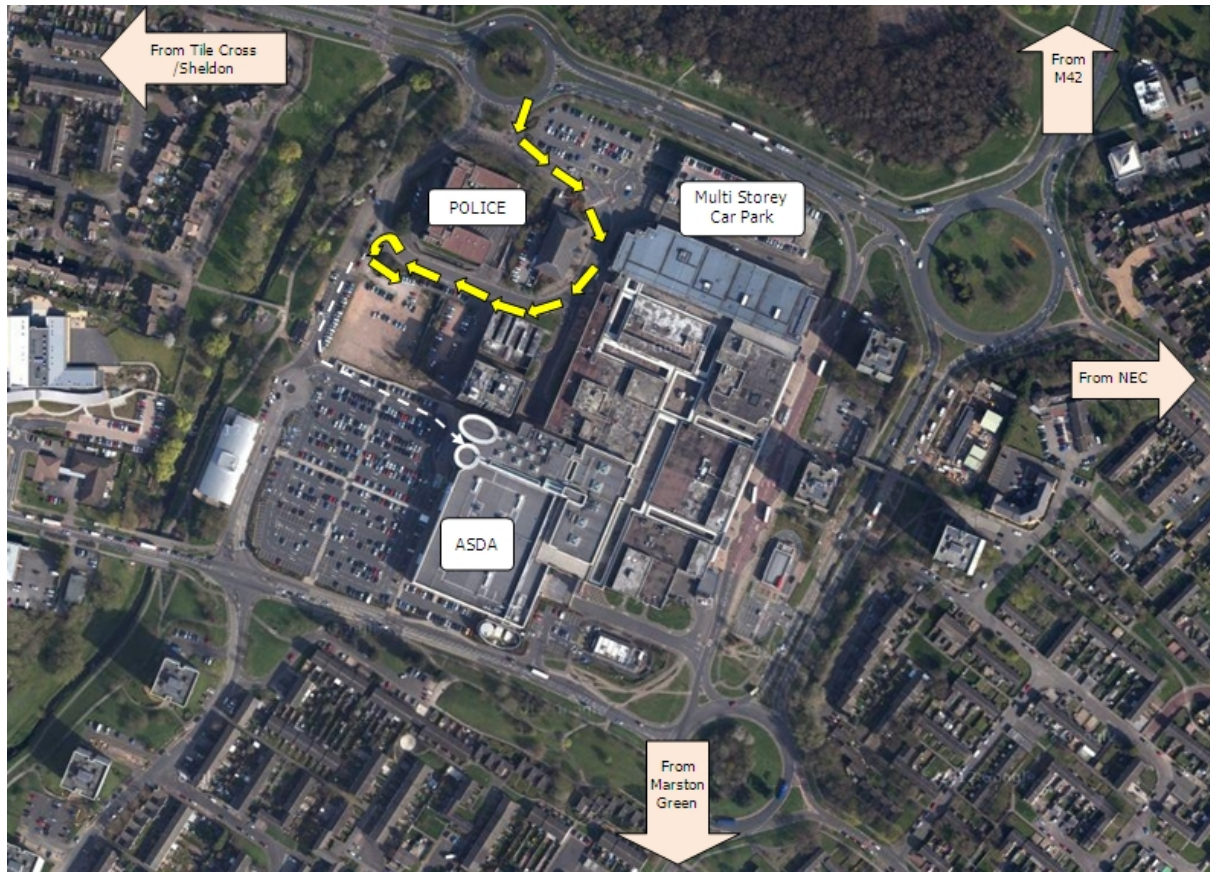 From Tile Cross
/Sheldon
From
M42
POLICE
Multi Storey
Car Park
From NEC
ASDA
From
Marston
Green